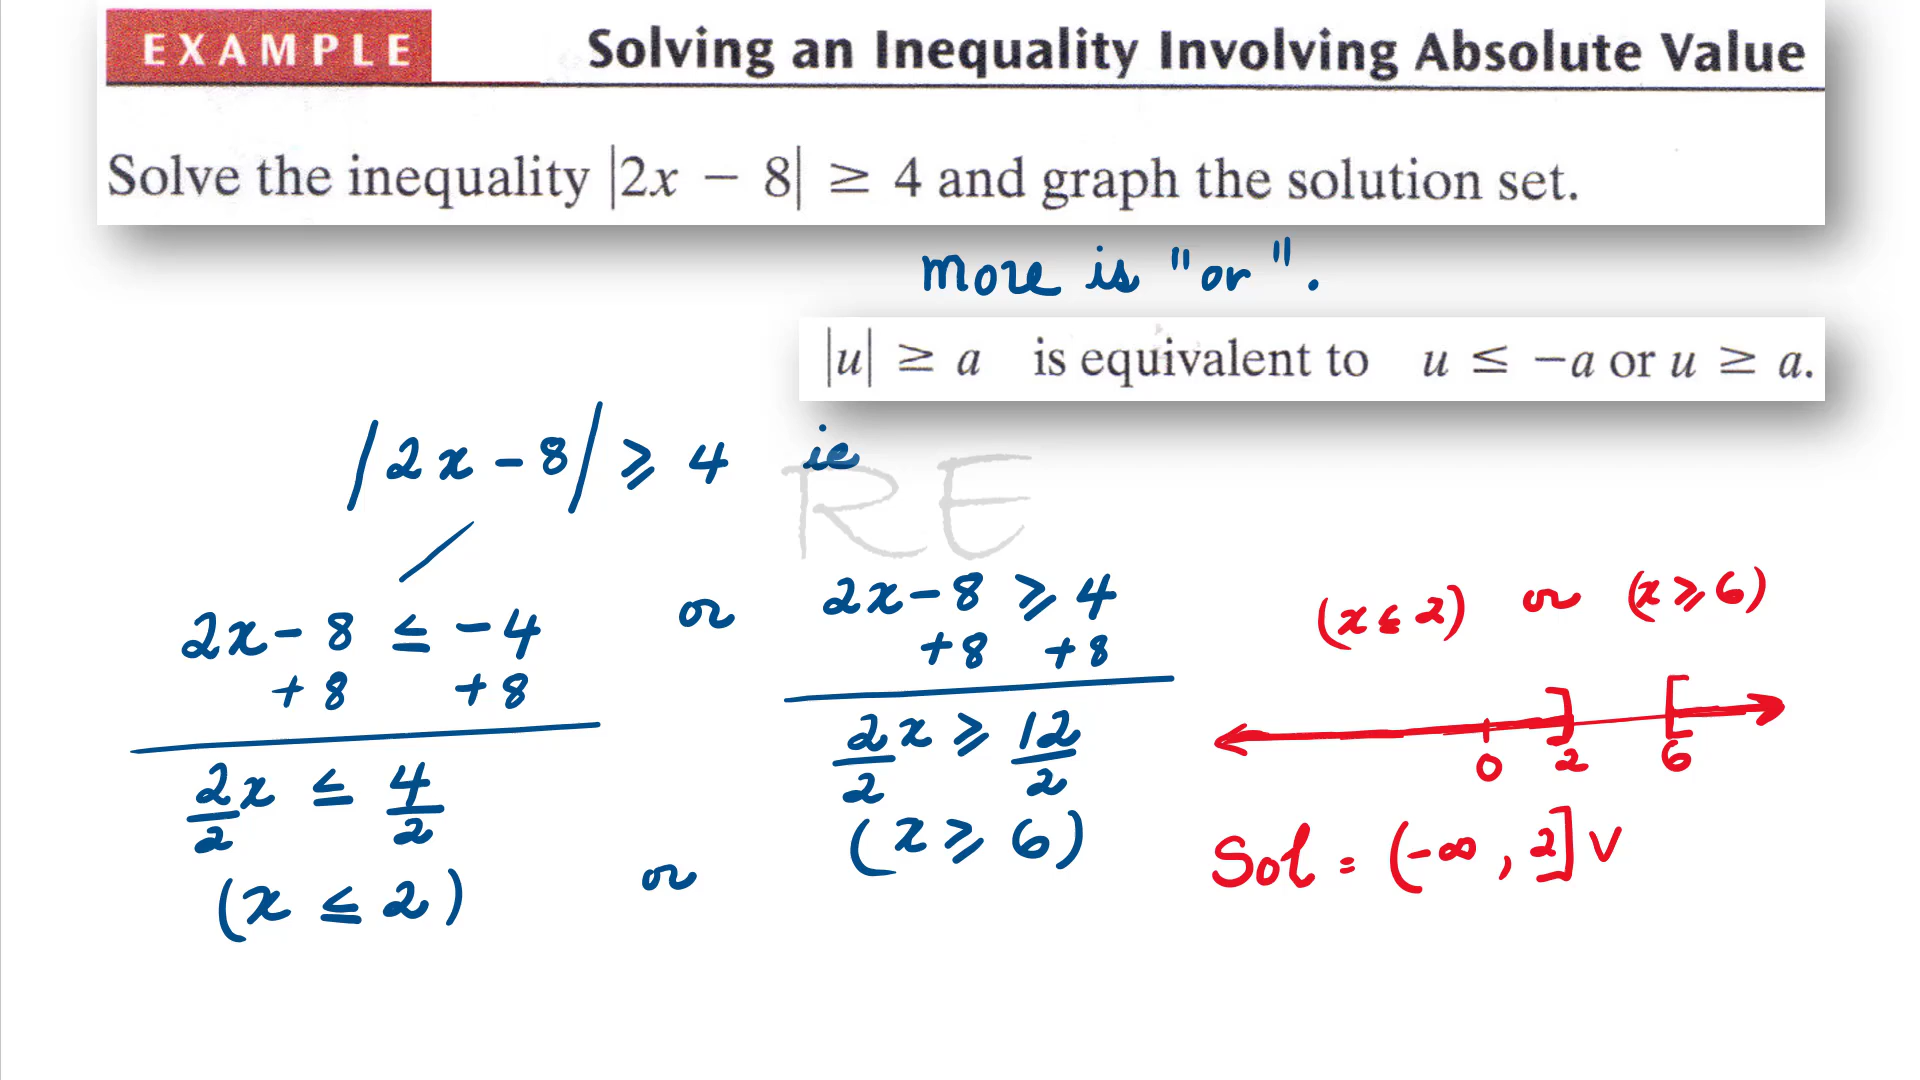 EXAMPLE Solving an Inequality Involving Absolute Value
Solve the inequality |2x − 8| ≥ 4 and graph the solution set.
more is "or".
|u| ≥ a is equivalent to u ≤ −a or u ≥ a.
|2x - 8| ≥ 4 ie
RE
2x - 8 ≤ -4 or 2x - 8 ≥ 4
+8 +8 +8 +8
2x/2 ≤ 4/2 2x/2 ≥ 12/2
(x ≤ 2) or (x ≥ 6)
(x ≤ 2) or (x ≥ 6)
0 2 6
Sol = (-∞, 2] ∨